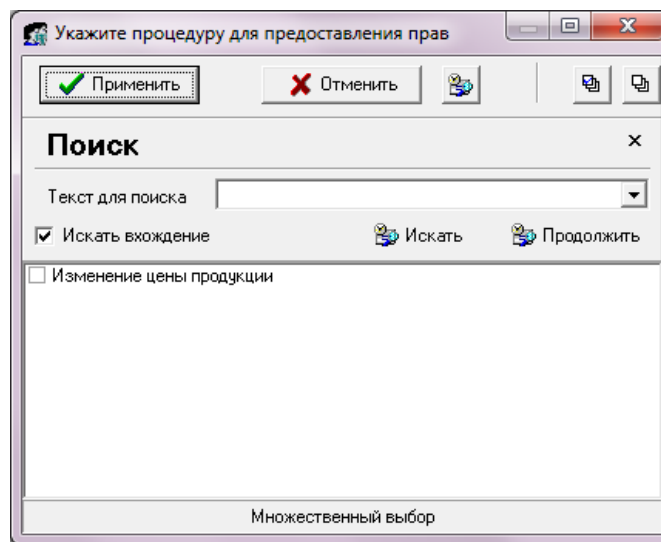 Укажите процедуру для предоставления прав
Применить Отменить
Поиск
Текст для поиска
Искать вхождение Искать Продолжить
Изменение цены продукции
Множественный выбор